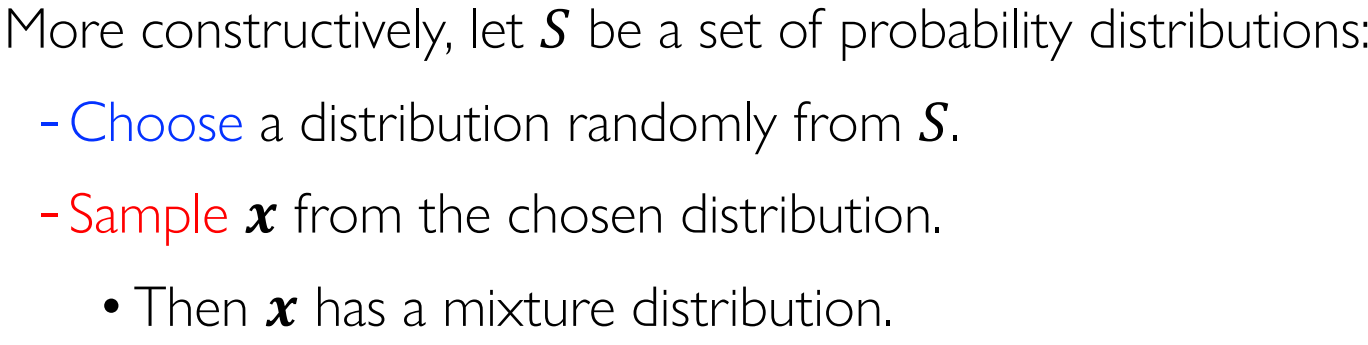 More constructively, let S be a set of probability distributions:
- Choose a distribution randomly from S.
- Sample x from the chosen distribution.
• Then x has a mixture distribution.